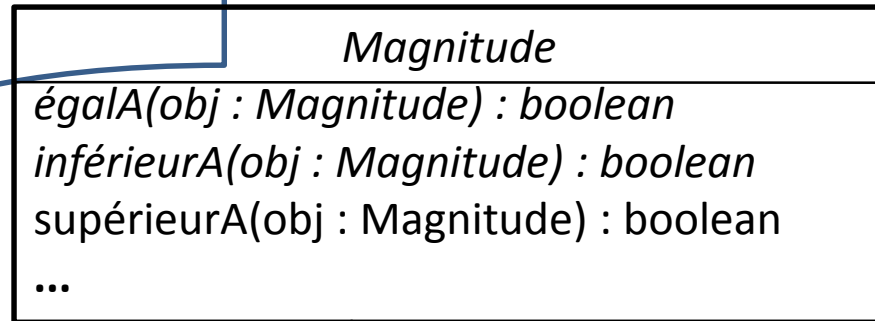 Magnitude
égalA(obj : Magnitude) : boolean
inférieurA(obj : Magnitude) : boolean
supérieurA(obj : Magnitude) : boolean
...